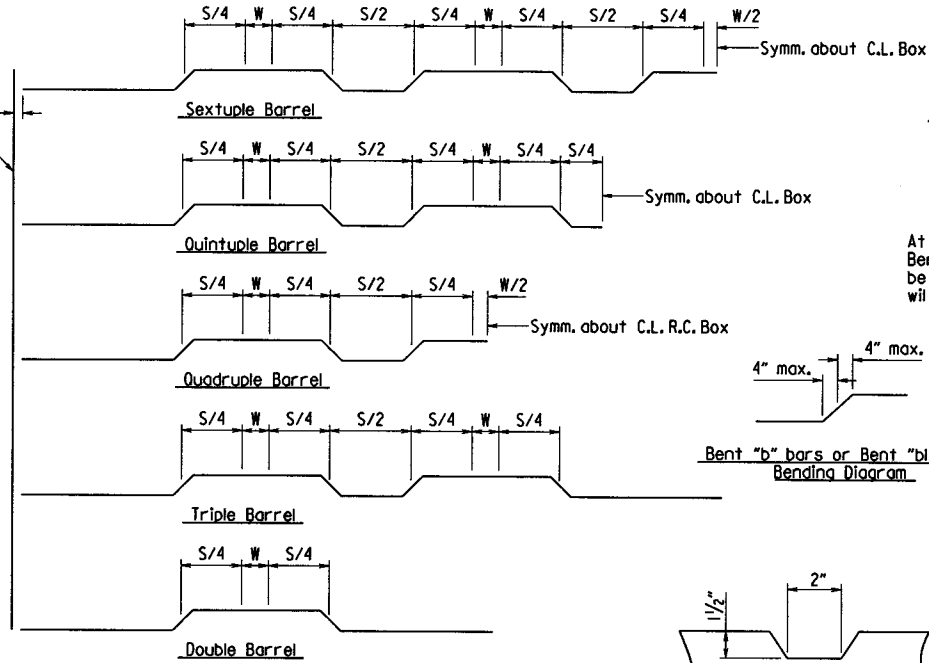 S/4 W S/4 S/2 S/4 W S/4 S/2 S/4 W/2
Symm. about C.L. Box
Sextuple Barrel
S/4 W S/4 S/2 S/4 W S/4 S/4
Symm. about C.L. Box
Quintuple Barrel
At
Ber
be
wil
S/4 W S/4 S/2 S/4 W/2
Symm. about C.L. R.C. Box
Quadruple Barrel
4" max.
4" max.
Bent "b" bars or Bent "bl
Bending Diagram
S/4 W S/4 S/2 S/4 W S/4
Triple Barrel
S/4 W S/4
Double Barrel
2"
1½"